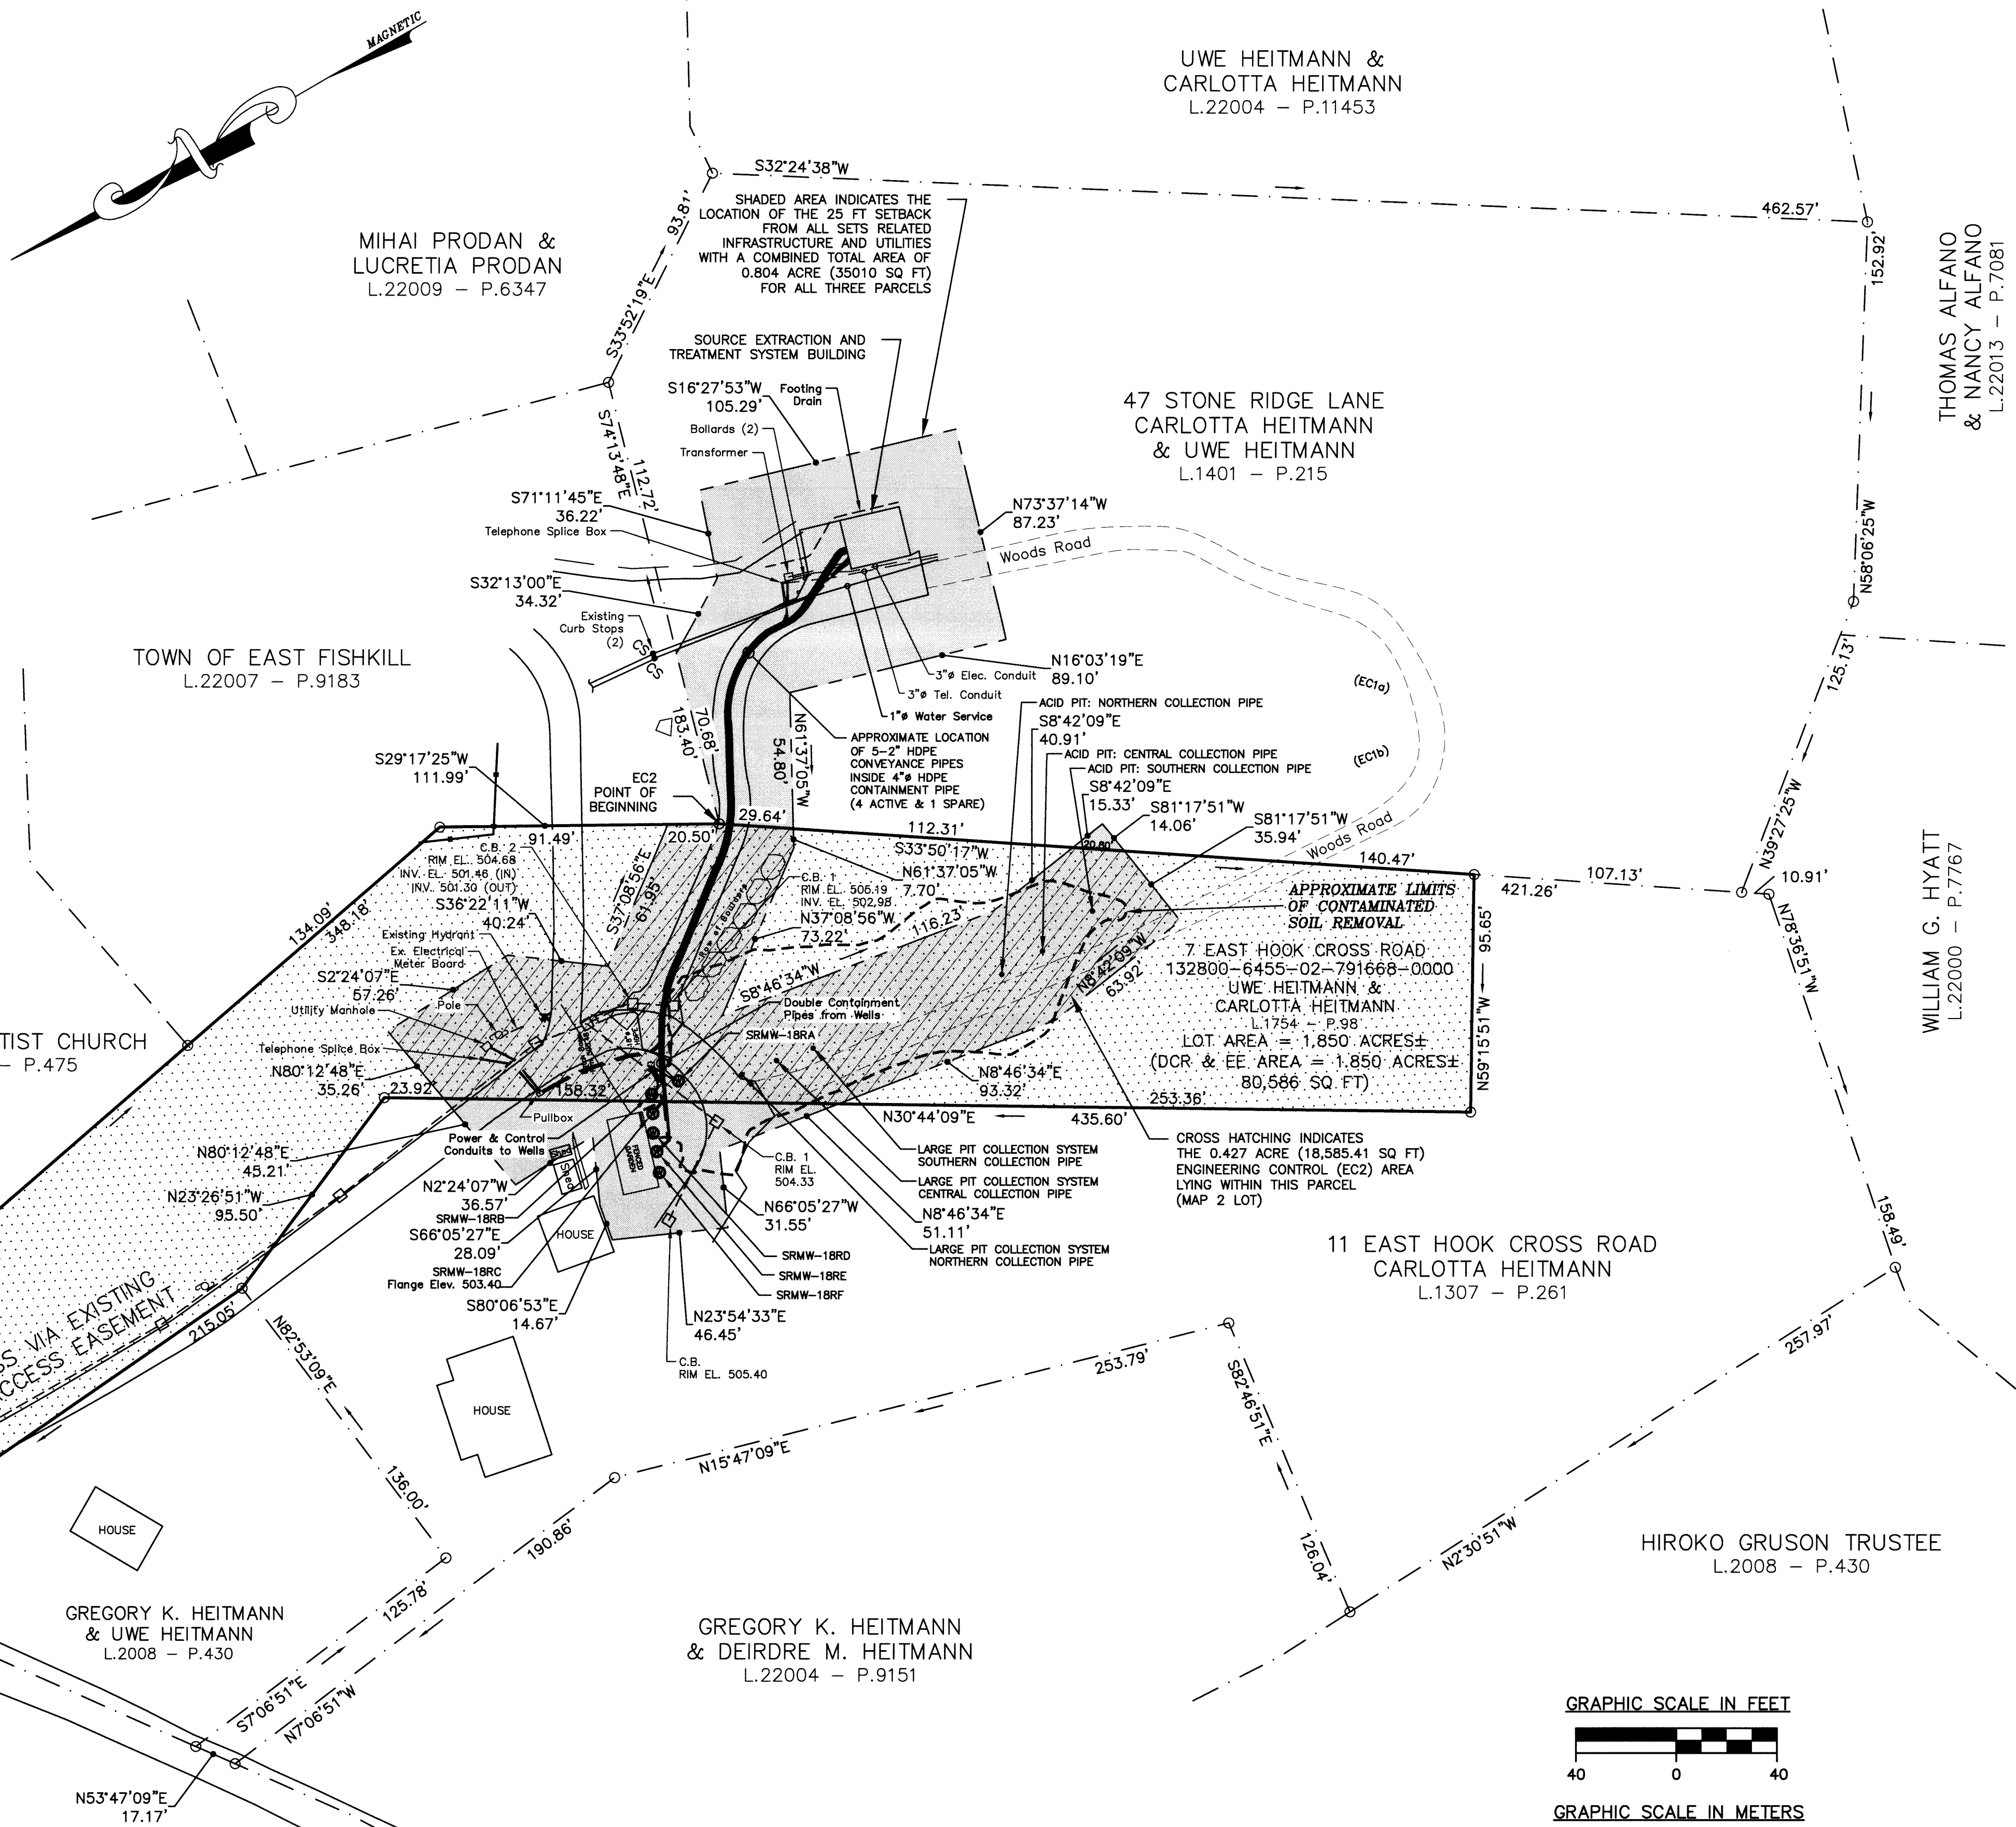 MAGNETIC
N
UWE HEITMANN &
CARLOTTA HEITMANN
L.22004 – P.11453
S32°24'38"W
462.57'
93.81'
S33°52'19"E
MIHAI PRODAN &
LUCRETIA PRODAN
L.22009 – P.6347
SHADED AREA INDICATES THE
LOCATION OF THE 25 FT SETBACK
FROM ALL SETS RELATED
INFRASTRUCTURE AND UTILITIES
WITH A COMBINED TOTAL AREA OF
0.804 ACRE (35010 SQ FT)
FOR ALL THREE PARCELS
152.92'
N58°06'25"W
THOMAS ALFANO
& NANCY ALFANO
L.22013 – P.7081
SOURCE EXTRACTION AND
TREATMENT SYSTEM BUILDING
S16°27'53"W
105.29'
Footing
Drain
Bollards (2)
Transformer
47 STONE RIDGE LANE
CARLOTTA HEITMANN
& UWE HEITMANN
L.1401 – P.215
S74°13'48"E
112.72'
S71°11'45"E
36.22'
Telephone Splice Box
N73°37'14"W
87.23'
Woods Road
S32°13'00"E
34.32'
Existing
Curb Stops
(2)
CS
CS
TOWN OF EAST FISHKILL
L.22007 – P.9183
N16°03'19"E
89.10'
3"ø Elec. Conduit
3"ø Tel. Conduit
1"ø Water Service
125.13'
N39°27'25"W
(EC1a)
(EC1b)
70.68'
183.40'
N61°37'05"W
54.80'
ACID PIT: NORTHERN COLLECTION PIPE
S8°42'09"E
40.91'
ACID PIT: CENTRAL COLLECTION PIPE
ACID PIT: SOUTHERN COLLECTION PIPE
S8°42'09"E
15.33'
S81°17'51"W
14.06'
S81°17'51"W
35.94'
APPROXIMATE LOCATION
OF 5–2" HDPE
CONVEYANCE PIPES
INSIDE 4"ø HDPE
CONTAINMENT PIPE
(4 ACTIVE & 1 SPARE)
S29°17'25"W
111.99'
EC2
POINT OF
BEGINNING
91.49'
20.50'
29.64'
112.31'
S33°50'17"W
20.60'
Woods Road
140.47'
421.26'
107.13'
10.91'
N78°36'51"W
WILLIAM G. HYATT
L.22000 – P.7767
C.B. 2
RIM EL. 504.68
INV. EL. 501.46 (IN)
INV. 501.30 (OUT)
S37°08'56"E
61.95'
Row of Boulders
C.B. 1
RIM EL. 505.19
INV. EL. 502.98
N61°37'05"W
7.70'
N37°08'56"W
73.22'
116.23'
S8°46'34"W
N8°42'09"W
63.92'
APPROXIMATE LIMITS
OF CONTAMINATED
SOIL REMOVAL
134.09'
348.18'
S36°22'11"W
40.24'
Existing Hydrant
Ex. Electrical
Meter Board
S2°24'07"E
57.26'
Pole
Utility Manhole
Telephone Splice Box
N80°12'48"E
35.26'
23.92'
158.32'
Pullbox
Double Containment
Pipes from Wells
SRMW–18RA
7 EAST HOOK CROSS ROAD
132800–6455–02–791668–0000
UWE HEITMANN &
CARLOTTA HEITMANN
L.1754 – P.98
LOT AREA = 1.850 ACRES±
(DCR & EE AREA = 1.850 ACRES±
80,586 SQ FT)
95.65'
N59°15'51"W
TIST CHURCH
– P.475
N8°46'34"E
93.32'
253.36'
N30°44'09"E
435.60'
N80°12'48"E
45.21'
Power & Control
Conduits to Wells
N23°26'51"W
95.50'
N2°24'07"W
36.57'
SRMW–18RB
S66°05'27"E
28.09'
SRMW–18RC
Flange Elev. 503.40
S80°06'53"E
14.67'
Shed
Shed
FENCED
GARDEN
HOUSE
C.B. 1
RIM EL.
504.33
N66°05'27"W
31.55'
SRMW–18RD
SRMW–18RE
SRMW–18RF
N23°54'33"E
46.45'
C.B.
RIM EL. 505.40
LARGE PIT COLLECTION SYSTEM
SOUTHERN COLLECTION PIPE
LARGE PIT COLLECTION SYSTEM
CENTRAL COLLECTION PIPE
N8°46'34"E
51.11'
LARGE PIT COLLECTION SYSTEM
NORTHERN COLLECTION PIPE
CROSS HATCHING INDICATES
THE 0.427 ACRE (18,585.41 SQ FT)
ENGINEERING CONTROL (EC2) AREA
LYING WITHIN THIS PARCEL
(MAP 2 LOT)
11 EAST HOOK CROSS ROAD
CARLOTTA HEITMANN
L.1307 – P.261
158.49'
SS VIA EXISTING
CCESS EASEMENT
215.05'
N82°53'09"E
136.00'
HOUSE
253.79'
N15°47'09"E
S82°46'51"E
126.04'
257.97'
N2°30'51"W
HOUSE
190.86'
125.78'
S7°06'51"E
N7°06'51"W
GREGORY K. HEITMANN
& UWE HEITMANN
L.2008 – P.430
GREGORY K. HEITMANN
& DEIRDRE M. HEITMANN
L.22004 – P.9151
HIROKO GRUSON TRUSTEE
L.2008 – P.430
N53°47'09"E
17.17'
GRAPHIC SCALE IN FEET
40 0 40
GRAPHIC SCALE IN METERS